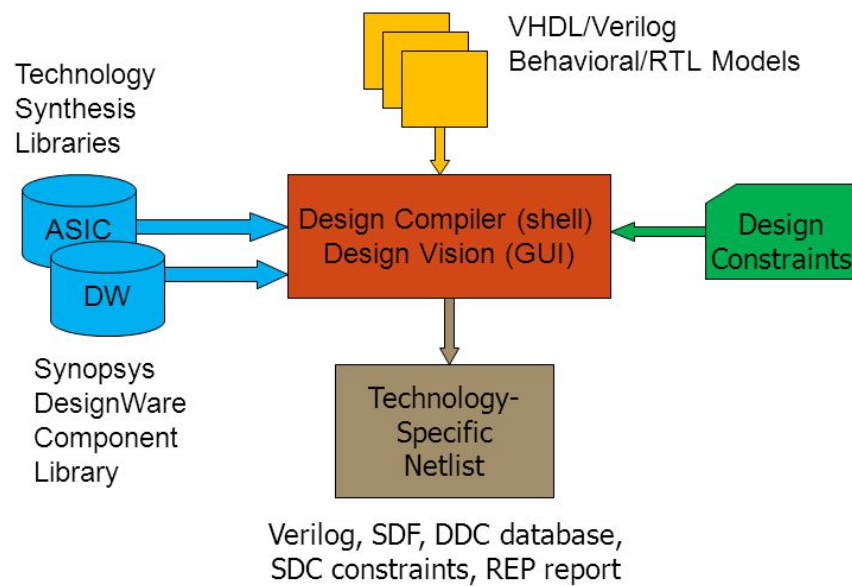 VHDL/Verilog
Behavioral/RTL Models
Technology
Synthesis
Libraries
ASIC
DW
Design Compiler (shell)
Design Vision (GUI)
Design
Constraints
Synopsys
DesignWare
Component
Library
Technology-
Specific
Netlist
Verilog, SDF, DDC database,
SDC constraints, REP report